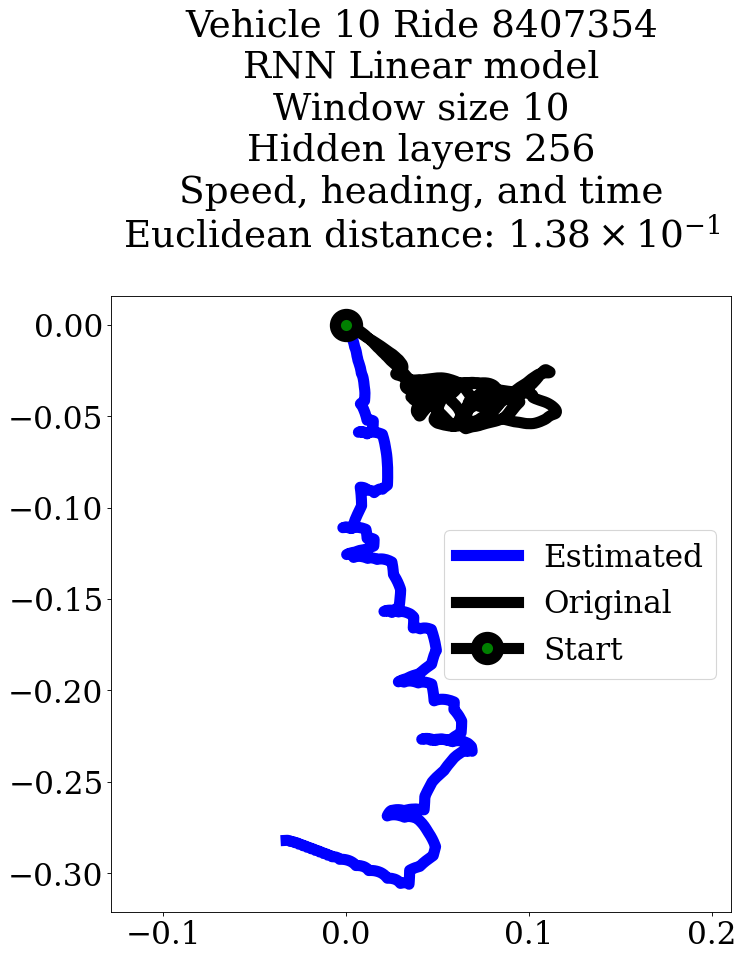 Vehicle 10 Ride 8407354
RNN Linear model
Window size 10
Hidden layers 256
Speed, heading, and time
Euclidean distance: 1.38 × 10⁻¹
0.00
−0.05
−0.10
−0.15
−0.20
−0.25
−0.30
Estimated
Original
Start
−0.1
0.0
0.1
0.2